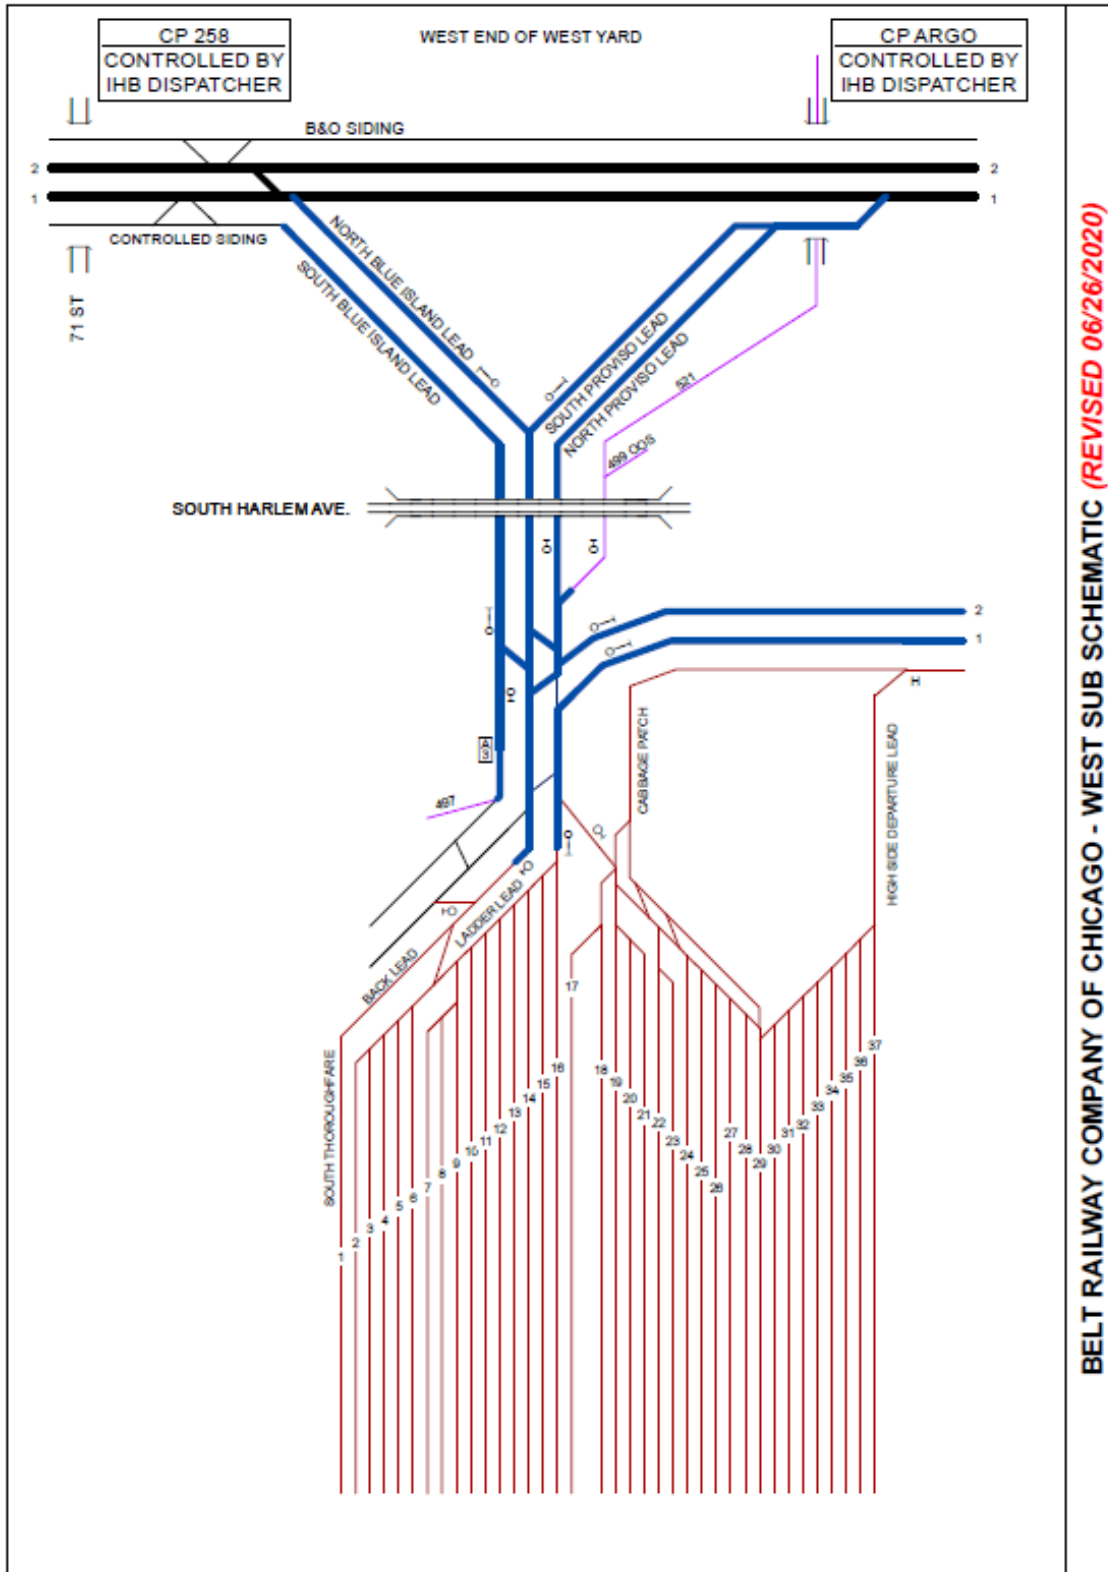 CP 258
CONTROLLED BY
IHB DISPATCHER
WEST END OF WEST YARD
CP ARGO
CONTROLLED BY
IHB DISPATCHER
B&O SIDING
2
2
1
1
CONTROLLED SIDING
71 ST
NORTH BLUE ISLAND LEAD
SOUTH BLUE ISLAND LEAD
SOUTH PROVISO LEAD
NORTH PROVISO LEAD
521
499 OOS
SOUTH HARLEM AVE.
2
1
H
CABBAGE PATCH
HIGH SIDE DEPARTURE LEAD
497
LADDER LEAD
BACK LEAD
SOUTH THOROUGHFARE
1
2
3
4
5
6
7
8
9
10
11
12
13
14
15
16
17
18
19
20
21
22
23
24
25
26
27
28
29
30
31
32
33
34
35
36
37
BELT RAILWAY COMPANY OF CHICAGO - WEST SUB SCHEMATIC (REVISED 06/26/2020)